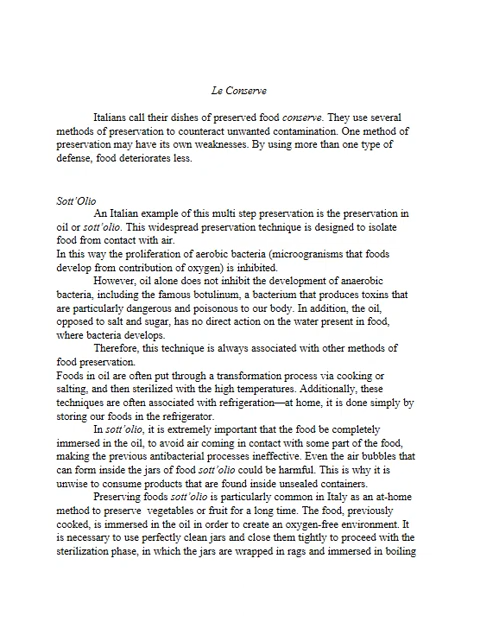 Le Conserve
Italians call their dishes of preserved food conserve. They use several
methods of preservation to counteract unwanted contamination. One method of
preservation may have its own weaknesses. By using more than one type of
defense, food deteriorates less.
Sott'Olio
An Italian example of this multi step preservation is the preservation in
oil or sott'olio. This widespread preservation technique is designed to isolate
food from contact with air.
In this way the proliferation of aerobic bacteria (microogranisms that foods
develop from contribution of oxygen) is inhibited.
However, oil alone does not inhibit the development of anaerobic
bacteria, including the famous botulinum, a bacterium that produces toxins that
are particularly dangerous and poisonous to our body. In addition, the oil,
opposed to salt and sugar, has no direct action on the water present in food,
where bacteria develops.
Therefore, this technique is always associated with other methods of
food preservation.
Foods in oil are often put through a transformation process via cooking or
salting, and then sterilized with the high temperatures. Additionally, these
techniques are often associated with refrigeration—at home, it is done simply by
storing our foods in the refrigerator.
In sott'olio, it is extremely important that the food be completely
immersed in the oil, to avoid air coming in contact with some part of the food,
making the previous antibacterial processes ineffective. Even the air bubbles that
can form inside the jars of food sott'olio could be harmful. This is why it is
unwise to consume products that are found inside unsealed containers.
Preserving foods sott'olio is particularly common in Italy as an at-home
method to preserve vegetables or fruit for a long time. The food, previously
cooked, is immersed in the oil in order to create an oxygen-free environment. It
is necessary to use perfectly clean jars and close them tightly to proceed with the
sterilization phase, in which the jars are wrapped in rags and immersed in boiling